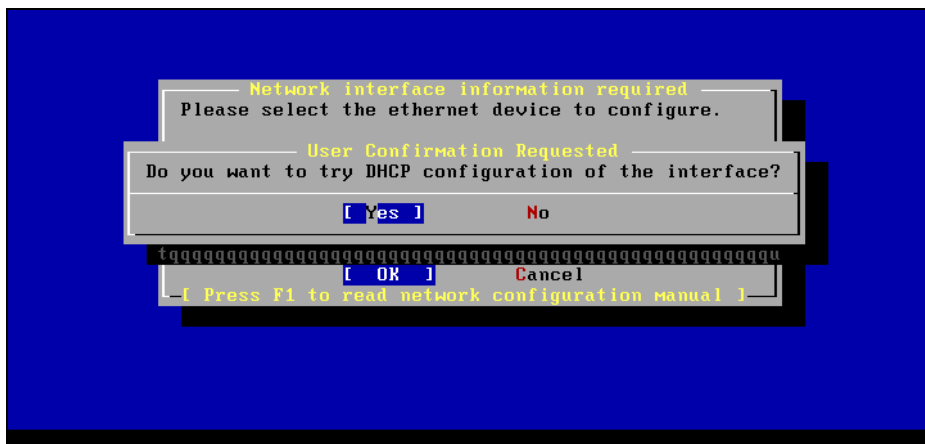 Network interface information required
Please select the ethernet device to configure.
User Confirmation Requested
Do you want to try DHCP configuration of the interface?
[ Yes ] No
tqqqqqqqqqqqqqqqqqqqqqqqqqqqqqqqqqqqqqqqqqqqqqqqqqqu
[ OK ] Cancel
[ Press F1 to read network configuration manual ]